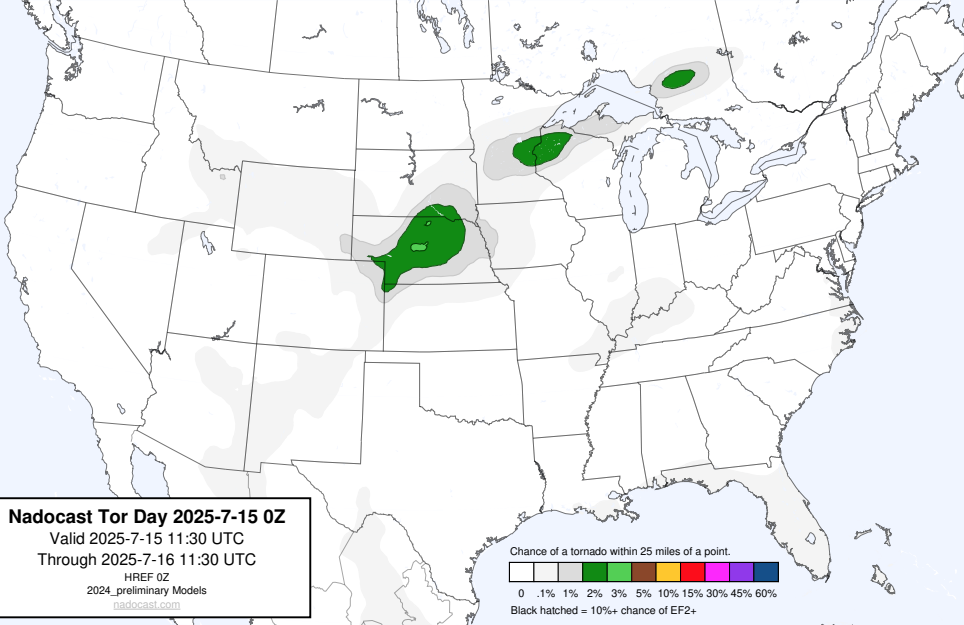 Nadocast Tor Day 2025-7-15 0Z
Valid 2025-7-15 11:30 UTC
Through 2025-7-16 11:30 UTC
HREF 0Z
2024_preliminary Models
nadocast.com
Chance of a tornado within 25 miles of a point.
0 .1% 1% 2% 3% 5% 10% 15% 30% 45% 60%
Black hatched = 10%+ chance of EF2+